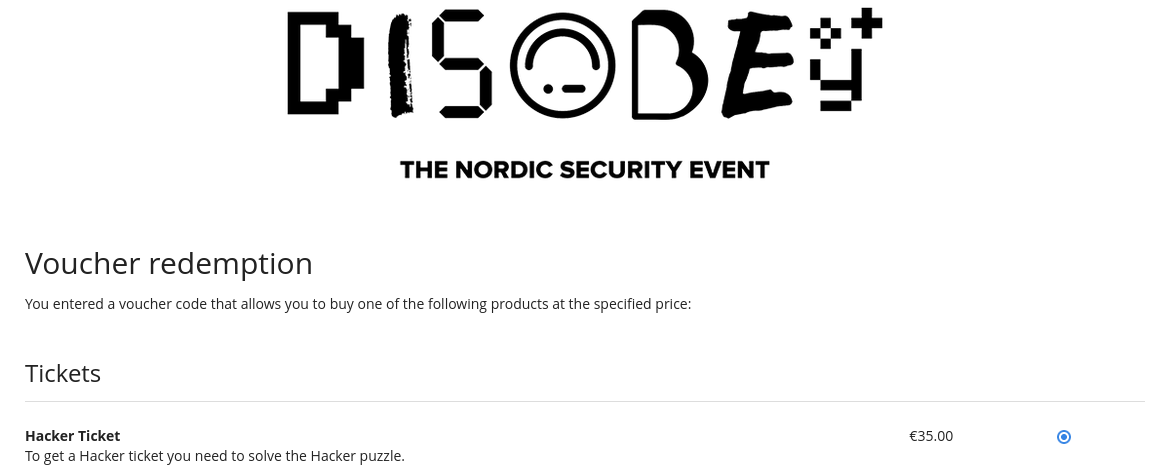 DISOBEY
THE NORDIC SECURITY EVENT
Voucher redemption
You entered a voucher code that allows you to buy one of the following products at the specified price:
Tickets
Hacker Ticket €35.00
To get a Hacker ticket you need to solve the Hacker puzzle.